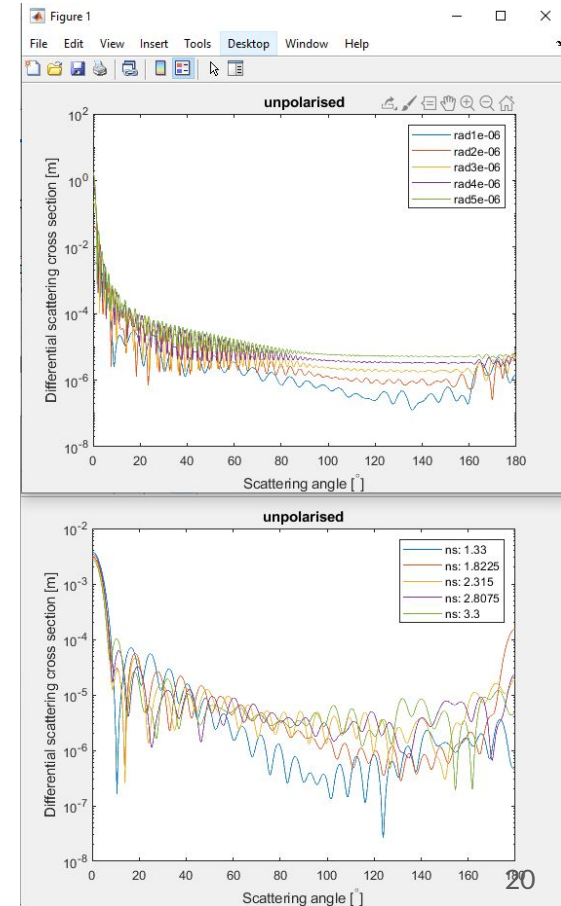 Figure 1
File Edit View Insert Tools Desktop Window Help
unpolarised
Differential scattering cross section [m]
10^2
10^0
10^-2
10^-4
10^-6
10^-8
rad1e-06
rad2e-06
rad3e-06
rad4e-06
rad5e-06
0 20 40 60 80 100 120 140 160 180
Scattering angle [°]
unpolarised
Differential scattering cross section [m]
10^-2
10^-3
10^-4
10^-5
10^-6
10^-7
10^-8
ns: 1.33
ns: 1.8225
ns: 2.315
ns: 2.8075
ns: 3.3
0 20 40 60 80 100 120 140 160 180
Scattering angle [°]
20